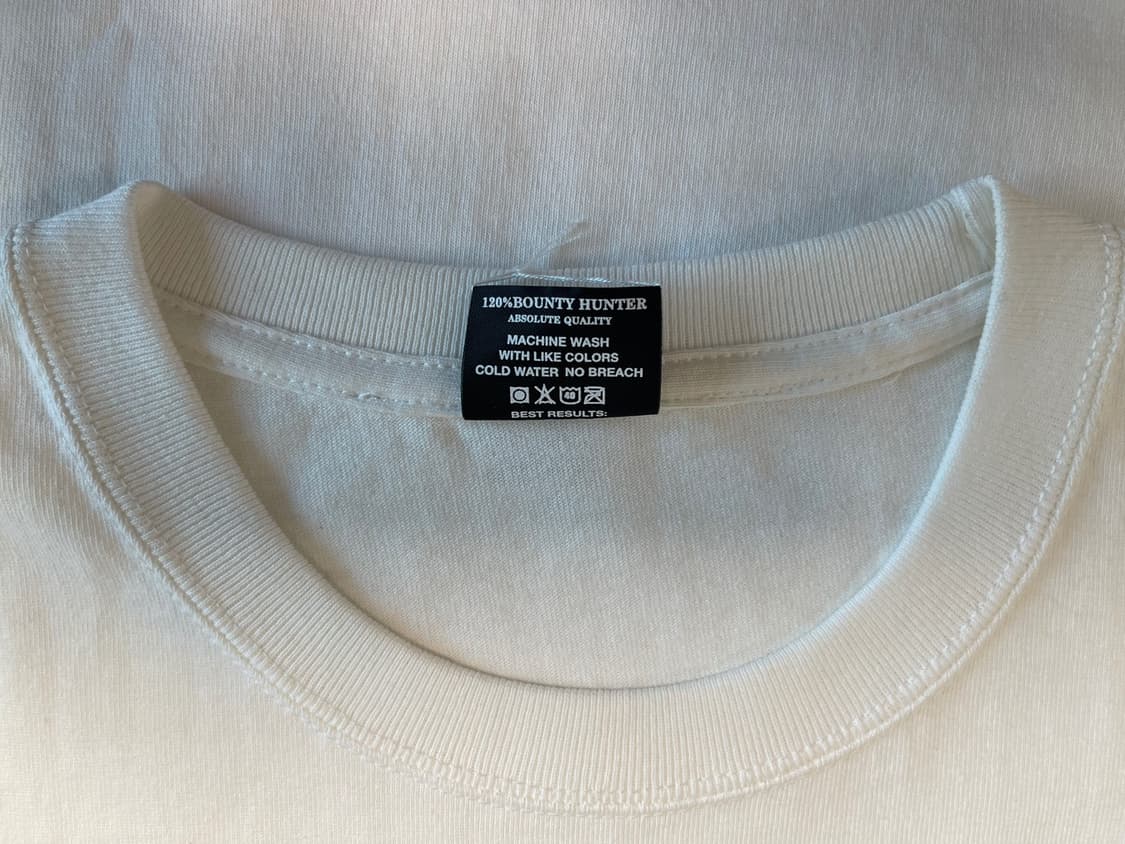 120%BOUNTY HUNTER
ABSOLUTE QUALITY
MACHINE WASH
WITH LIKE COLORS
COLD WATER NO BREACH
40
BEST RESULTS: